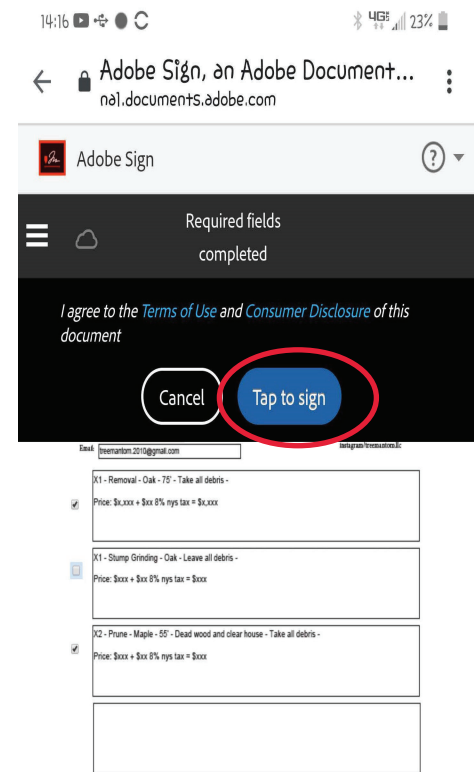 14:16
4G 23%
Adobe Sign, an Adobe Document...
na1.documents.adobe.com
Adobe Sign
?
Required fields
completed
I agree to the Terms of Use and Consumer Disclosure of this
document
Cancel
Tap to sign
Email: treemantom.2010@gmail.com
instagram/treemantom.llc
X1 - Removal - Oak - 75' - Take all debris -
Price: $x,xxx + $xx 8% nys tax = $x,xxx
X1 - Stump Grinding - Oak - Leave all debris -
Price: $xxx + $xx 8% nys tax = $xxx
X2 - Prune - Maple - 55' - Dead wood and clear house - Take all debris -
Price: $xxx + $xx 8% nys tax = $xxx